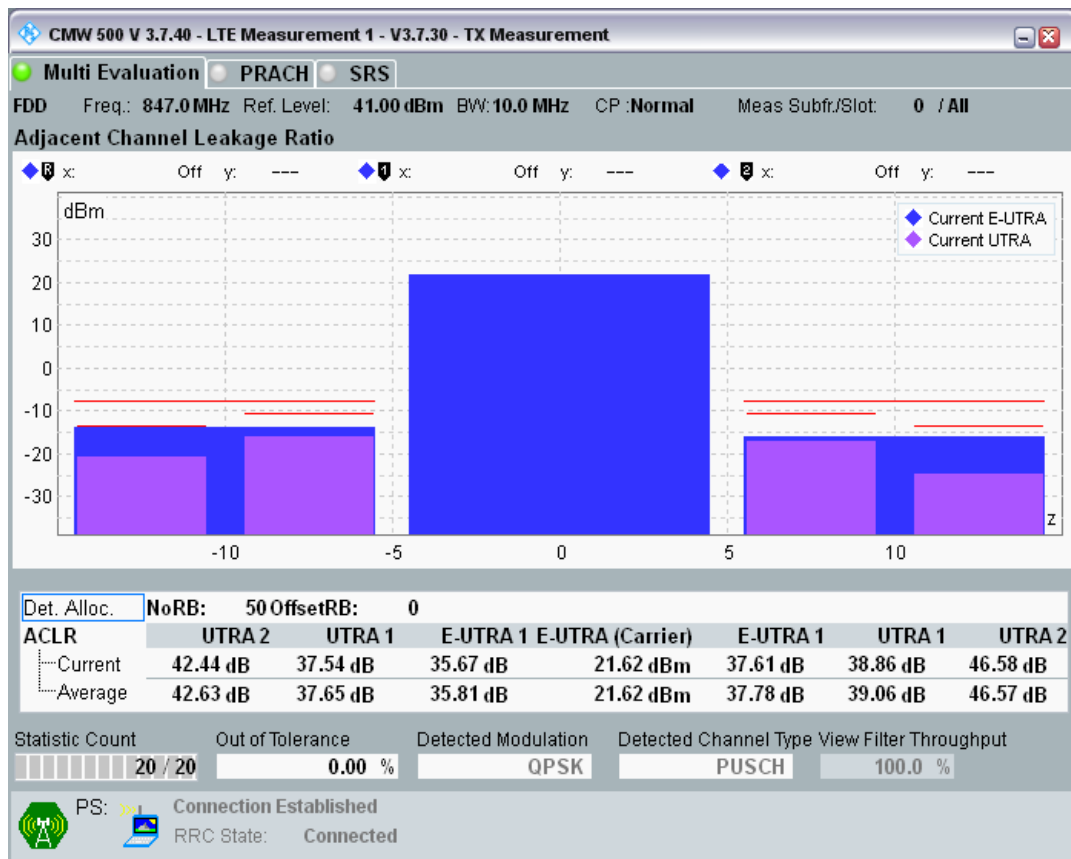 CMW 500 V 3.7.40 - LTE Measurement 1 - V3.7.30 - TX Measurement
Multi Evaluation PRACH SRS
FDD Freq.: 847.0 MHz Ref. Level: 41.00 dBm BW: 10.0 MHz CP :Normal Meas Subfr./Slot: 0 / All
Adjacent Channel Leakage Ratio
R x: Off y: --- 1 x: Off y: --- 2 x: Off y: ---
dBm
Current E-UTRA
Current UTRA
30
20
10
0
-10
-20
-30
z
-10 -5 0 5 10
Det. Alloc. NoRB: 50 OffsetRB: 0
ACLR UTRA 2 UTRA 1 E-UTRA 1 E-UTRA (Carrier) E-UTRA 1 UTRA 1 UTRA 2
Current 42.44 dB 37.54 dB 35.67 dB 21.62 dBm 37.61 dB 38.86 dB 46.58 dB
Average 42.63 dB 37.65 dB 35.81 dB 21.62 dBm 37.78 dB 39.06 dB 46.57 dB
Statistic Count Out of Tolerance Detected Modulation Detected Channel Type View Filter Throughput
20 / 20 0.00 % QPSK PUSCH 100.0 %
PS: Connection Established
RRC State: Connected